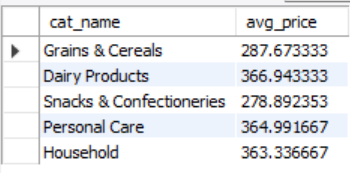 cat_name avg_price
Grains & Cereals 287.673333
Dairy Products 366.943333
Snacks & Confectioneries 278.892353
Personal Care 364.991667
Household 363.336667